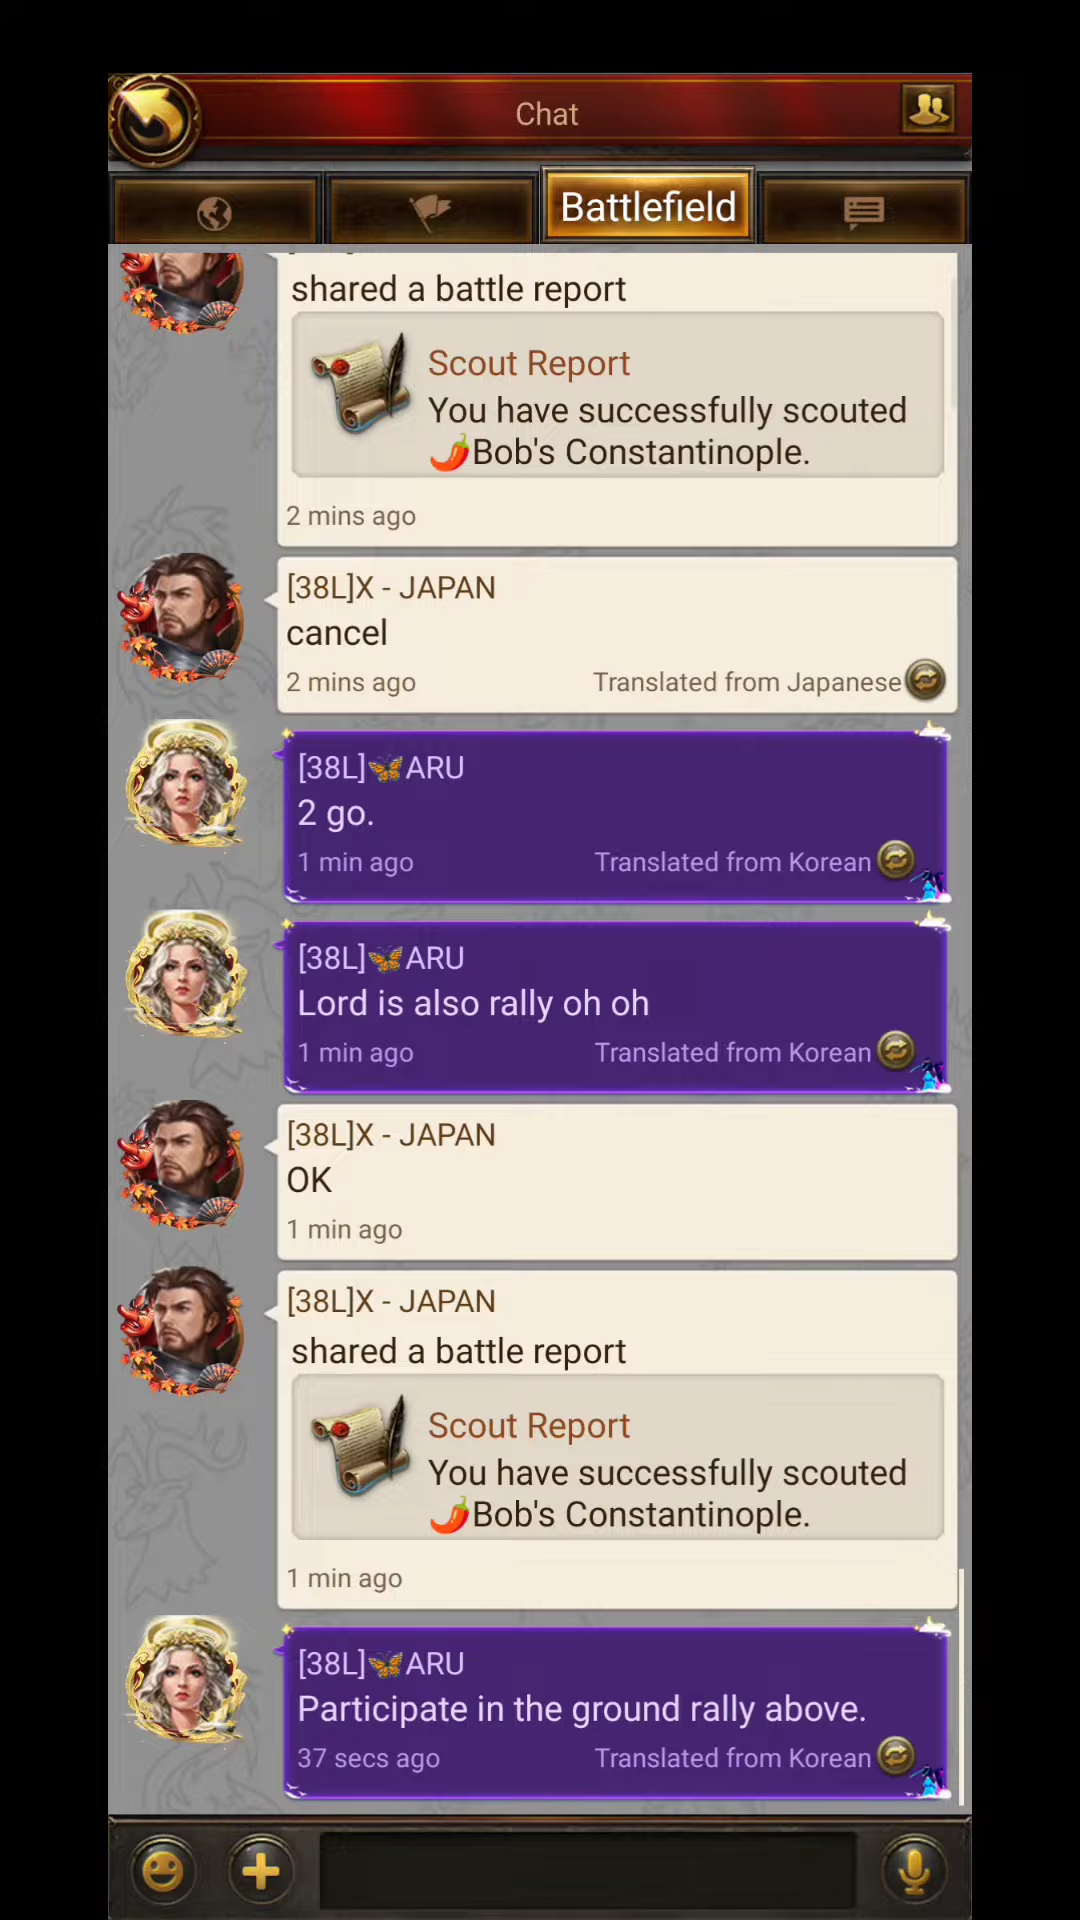 Chat
Battlefield
shared a battle report
Scout Report
You have successfully scouted
🌶️Bob's Constantinople.
2 mins ago
[38L]X - JAPAN
cancel
2 mins ago Translated from Japanese
[38L]🦋ARU
2 go.
1 min ago Translated from Korean
[38L]🦋ARU
Lord is also rally oh oh
1 min ago Translated from Korean
[38L]X - JAPAN
OK
1 min ago
[38L]X - JAPAN
shared a battle report
Scout Report
You have successfully scouted
🌶️Bob's Constantinople.
1 min ago
[38L]🦋ARU
Participate in the ground rally above.
37 secs ago Translated from Korean